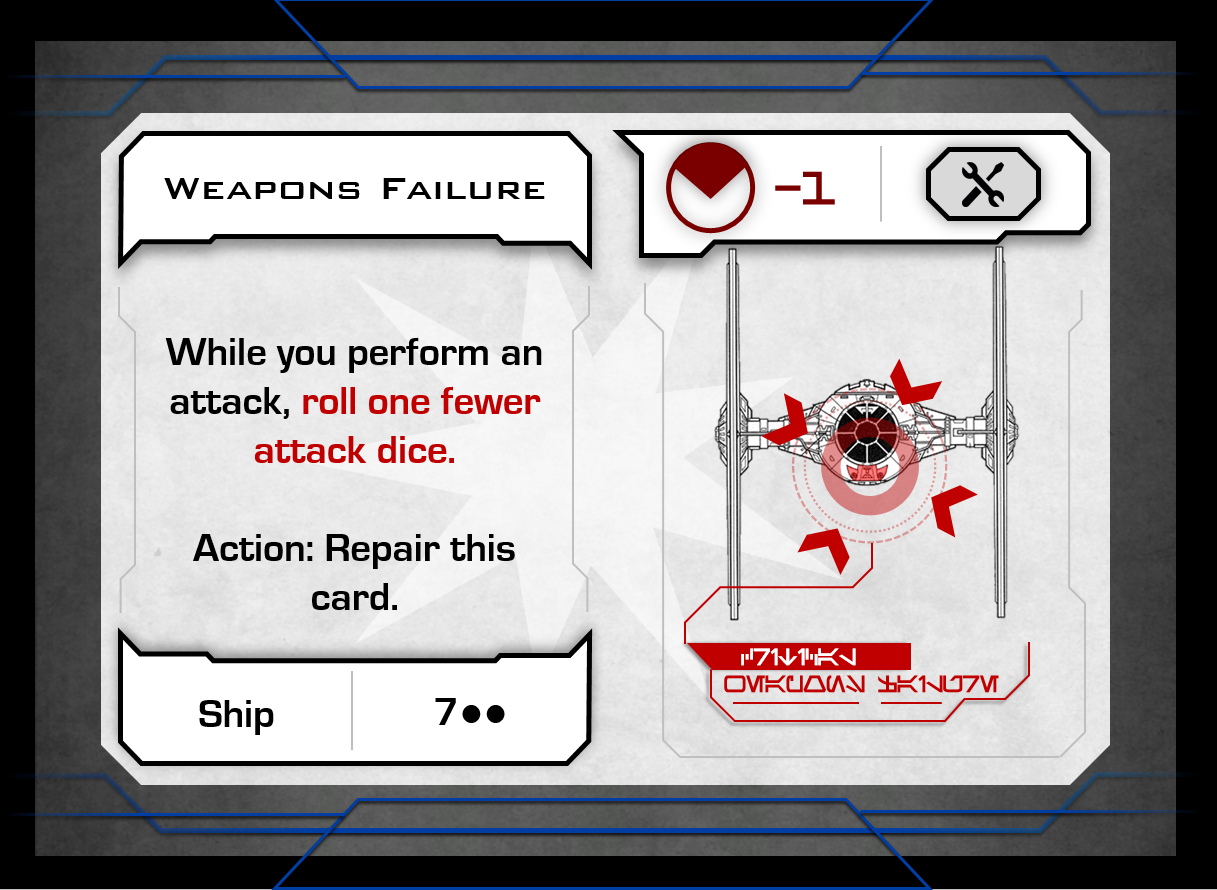 Weapons Failure
-1
While you perform an
attack, roll one fewer
attack dice.
Action: Repair this
card.
Ship
7●●